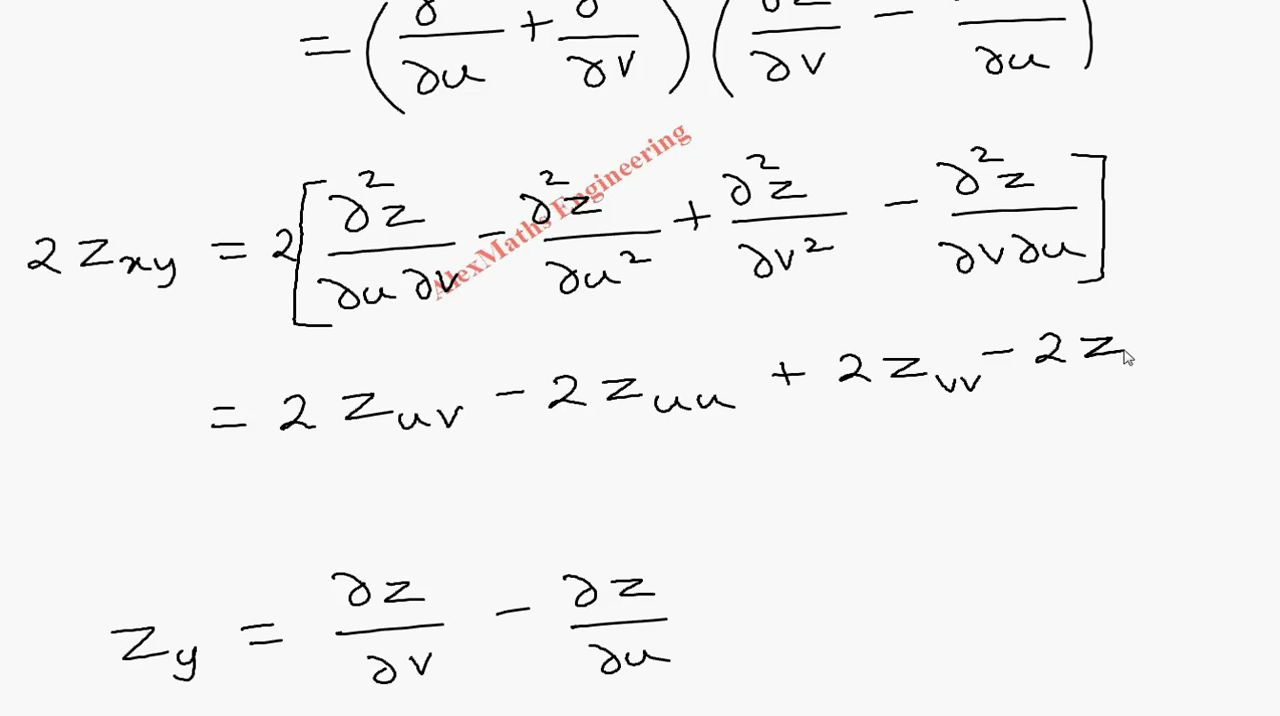 = (∂/∂u + ∂/∂v) (∂z/∂v − /∂u)
2 z_xy = 2[∂²z/∂u∂v − ∂²z/∂u² + ∂²z/∂v² − ∂²z/∂v∂u]
AlexMaths Engineering
= 2 z_uv − 2 z_uu + 2 z_vv − 2 z
z_y = ∂z/∂v − ∂z/∂u